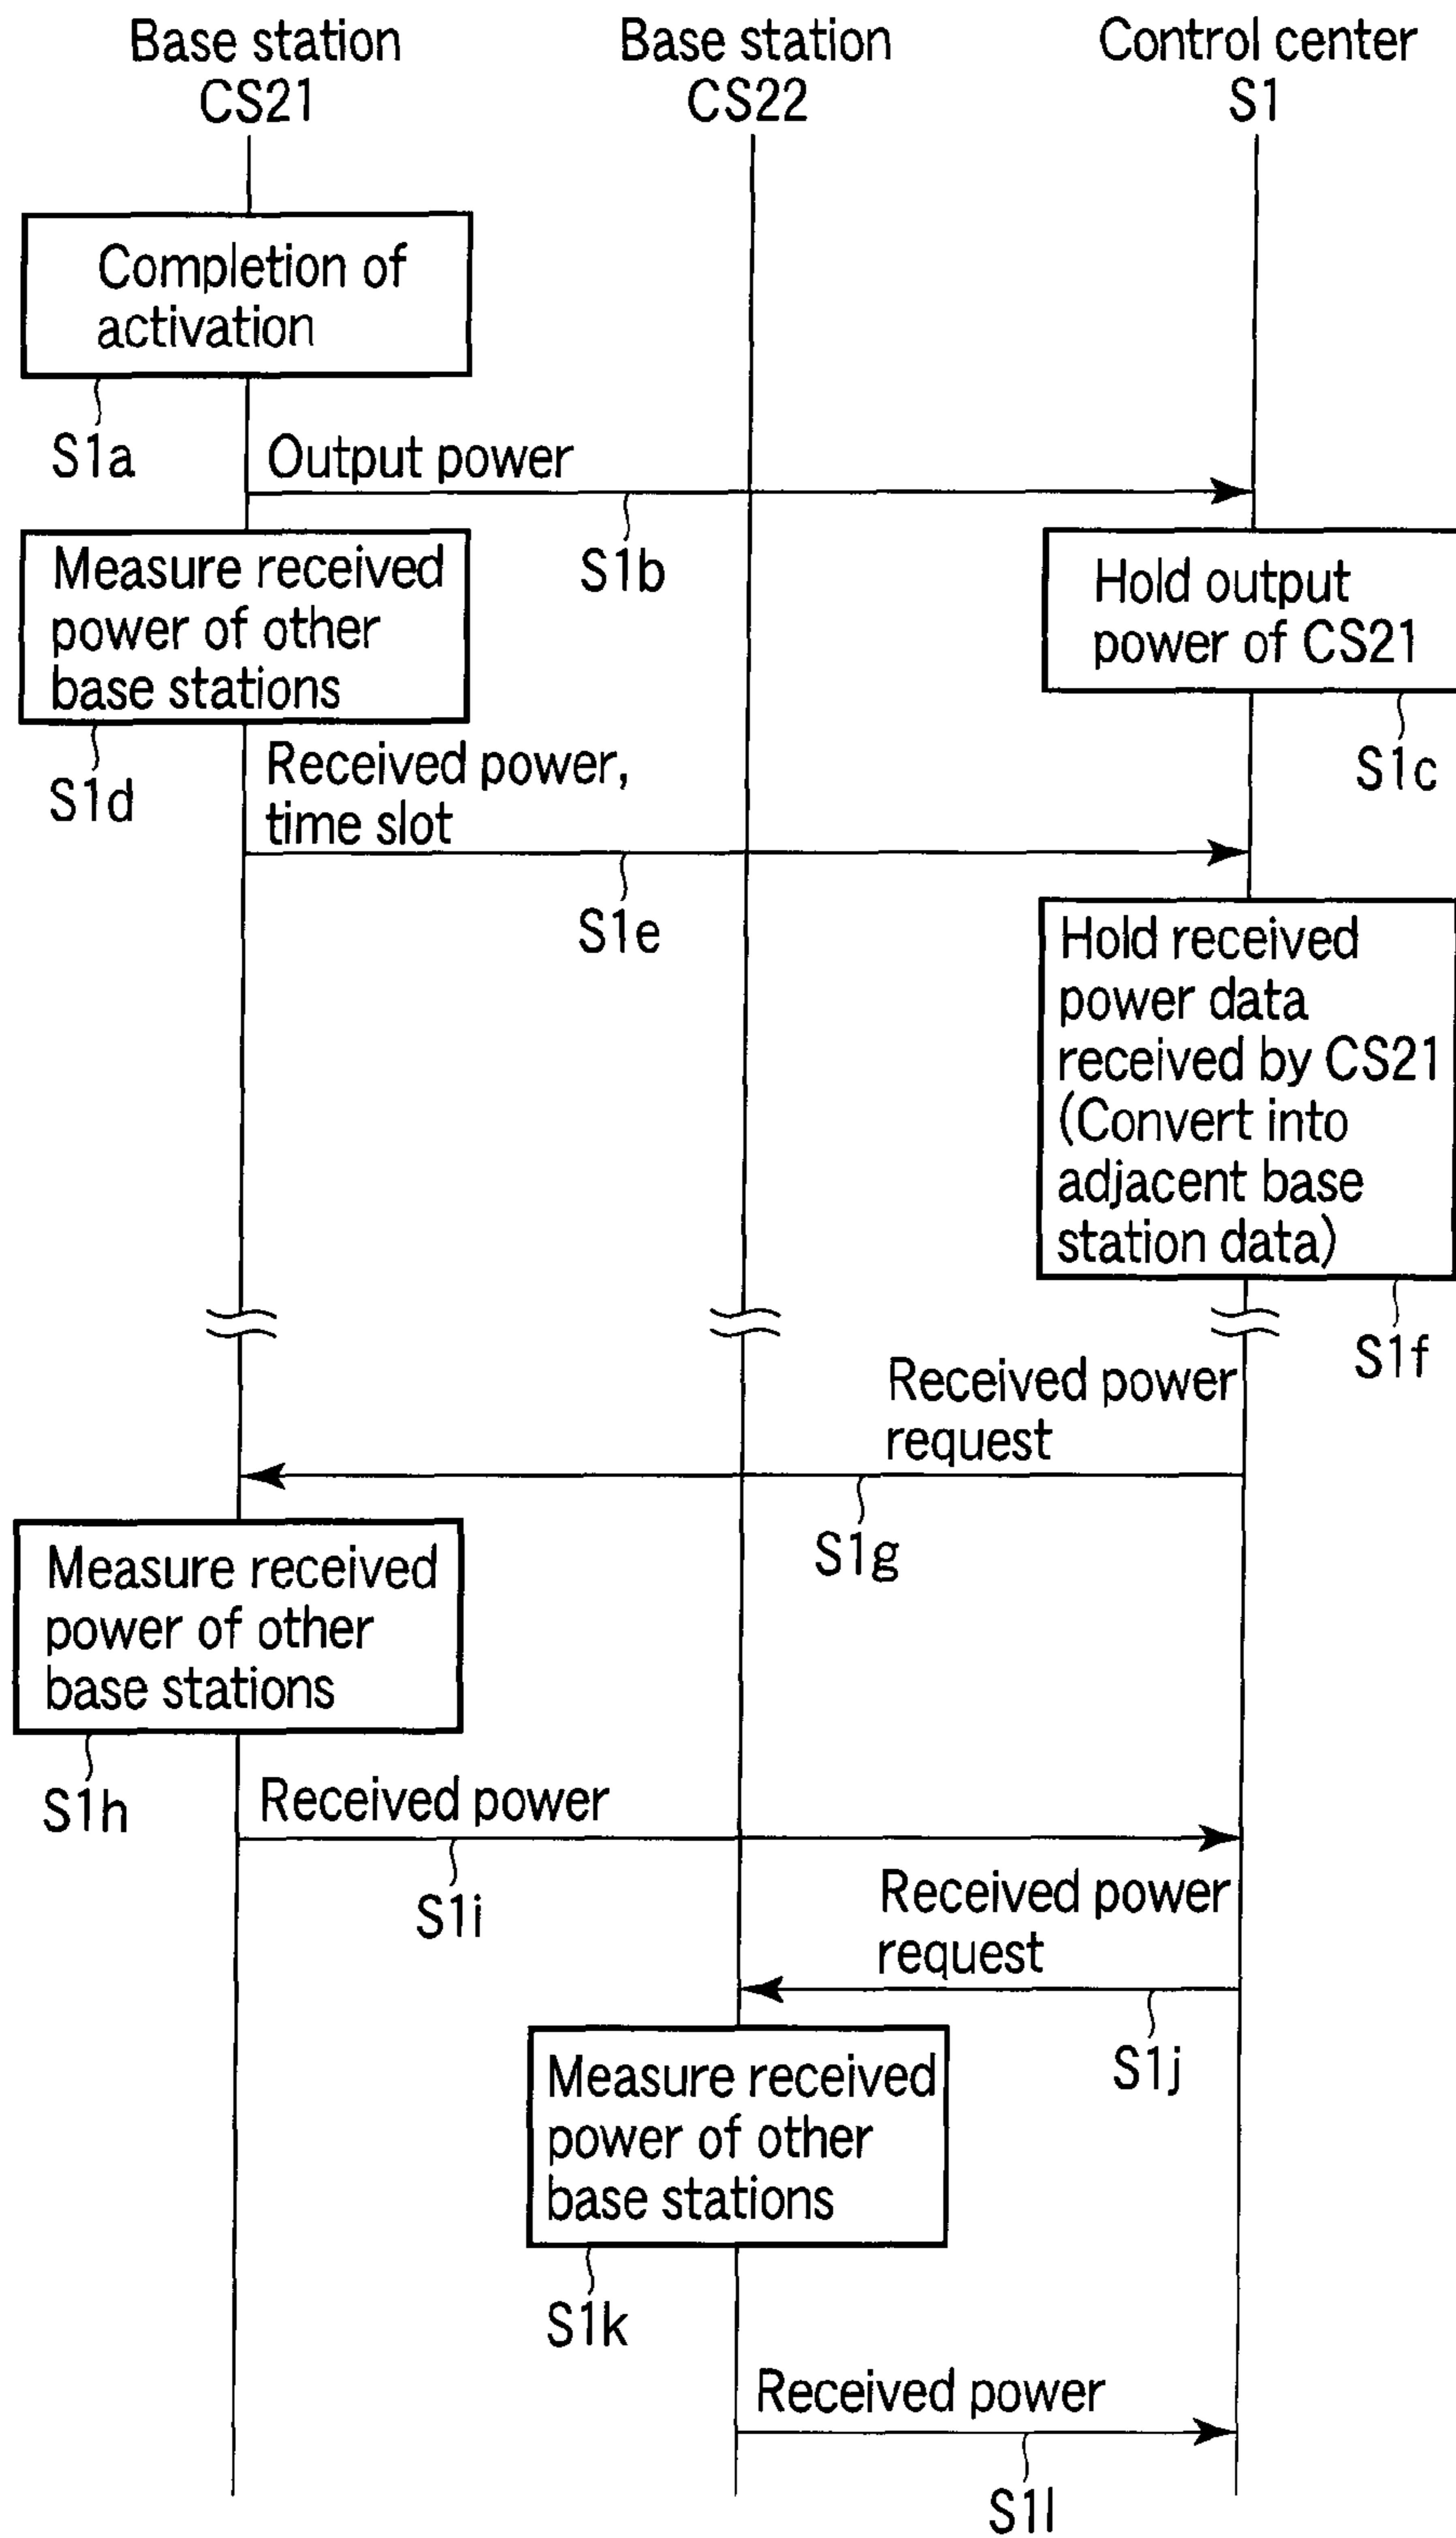 Base station
CS21
Base station
CS22
Control center
S1
Completion of
activation
S1a
Output power
S1b
Measure received
power of other
base stations
S1d
Hold output
power of CS21
S1c
Received power,
time slot
S1e
Hold received
power data
received by CS21
(Convert into
adjacent base
station data)
S1f
Received power
request
S1g
Measure received
power of other
base stations
S1h
Received power
S1i
Received power
request
S1j
Measure received
power of other
base stations
S1k
Received power
S1l